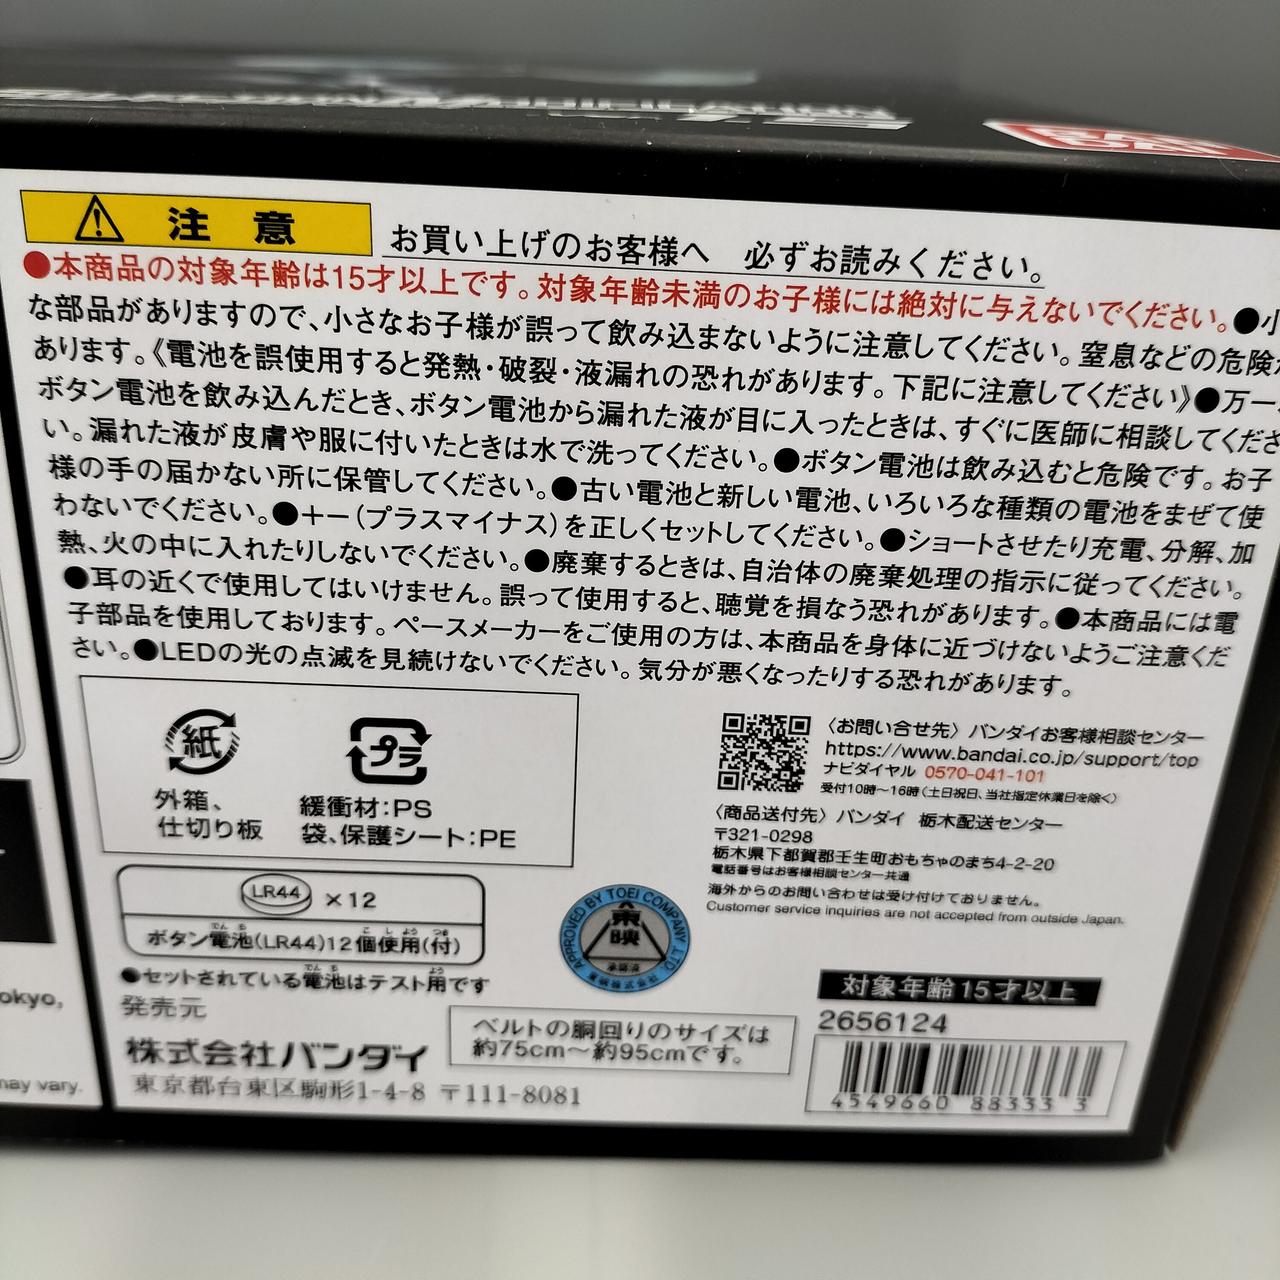 注意
お買い上げのお客様へ 必ずお読みください。
●本商品の対象年齢は15才以上です。対象年齢未満のお子様には絶対に与えないでください。●小
な部品がありますので、小さなお子様が誤って飲み込まないように注意してください。窒息などの危険が
あります。《電池を誤使用すると発熱・破裂・液漏れの恐れがあります。下記に注意してください》●万一、
ボタン電池を飲み込んだとき、ボタン電池から漏れた液が目に入ったときは、すぐに医師に相談してくださ
い。漏れた液が皮膚や服に付いたときは水で洗ってください。●ボタン電池は飲み込むと危険です。お子
様の手の届かない所に保管してください。●古い電池と新しい電池、いろいろな種類の電池をまぜて使
わないでください。●＋－(プラスマイナス)を正しくセットしてください。●ショートさせたり充電、分解、加
熱、火の中に入れたりしないでください。●廃棄するときは、自治体の廃棄処理の指示に従ってください。
●耳の近くで使用してはいけません。誤って使用すると、聴覚を損なう恐れがあります。●本商品には電
子部品を使用しております。ペースメーカーをご使用の方は、本商品を身体に近づけないようご注意くだ
さい。●LEDの光の点滅を見続けないでください。気分が悪くなったりする恐れがあります。
紙
外箱、
仕切り板
プラ
緩衝材:PS
袋、保護シート:PE
LR44 ×12
ボタン電池(LR44)12個使用(付)
●セットされている電池はテスト用です
発売元
株式会社バンダイ
東京都台東区駒形1-4-8 〒111-8081
ベルトの胴回りのサイズは
約75cm〜約95cmです。
APPROVED BY TOEI COMPANY, LTD.
東映
〈お問い合せ先〉バンダイお客様相談センター
https://www.bandai.co.jp/support/top
ナビダイヤル 0570-041-101
受付10時〜16時(土日祝日、当社指定休業日を除く)
〈商品送付先〉バンダイ 栃木配送センター
〒321-0298
栃木県下都賀郡壬生町おもちゃのまち4-2-20
電話番号はお客様相談センター共通
海外からのお問い合わせは受け付けておりません。
Customer service inquiries are not accepted from outside Japan.
対象年齢15才以上
2656124
4549660 88333 3
okyo,
may vary.